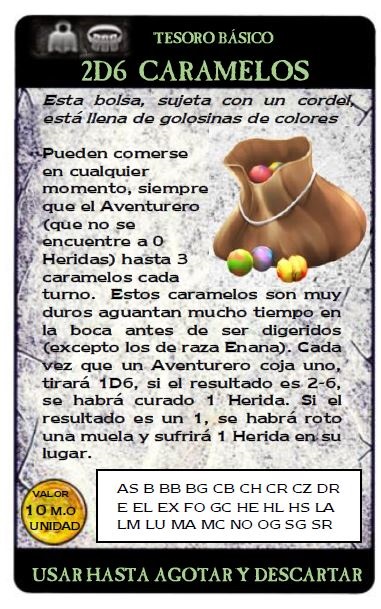 TESORO BÁSICO
2D6 CARAMELOS
Esta bolsa, sujeta con un cordel,
está llena de golosinas de colores
Pueden comerse
en cualquier
momento, siempre
que el Aventurero
(que no se
encuentre a 0
Heridas) hasta 3
caramelos cada
turno. Estos caramelos son muy
duros aguantan mucho tiempo en
la boca antes de ser digeridos
(excepto los de raza Enana). Cada
vez que un Aventurero coja uno,
tirará 1D6, si el resultado es 2-6,
se habrá curado 1 Herida. Si el
resultado es un 1, se habrá roto
una muela y sufrirá 1 Herida en su
lugar.
VALOR
10 M.O
UNIDAD
AS B BB BG CB CH CR CZ DR
E EL EX FO GC HE HL HS LA
LM LU MA MC NO OG SG SR
USAR HASTA AGOTAR Y DESCARTAR